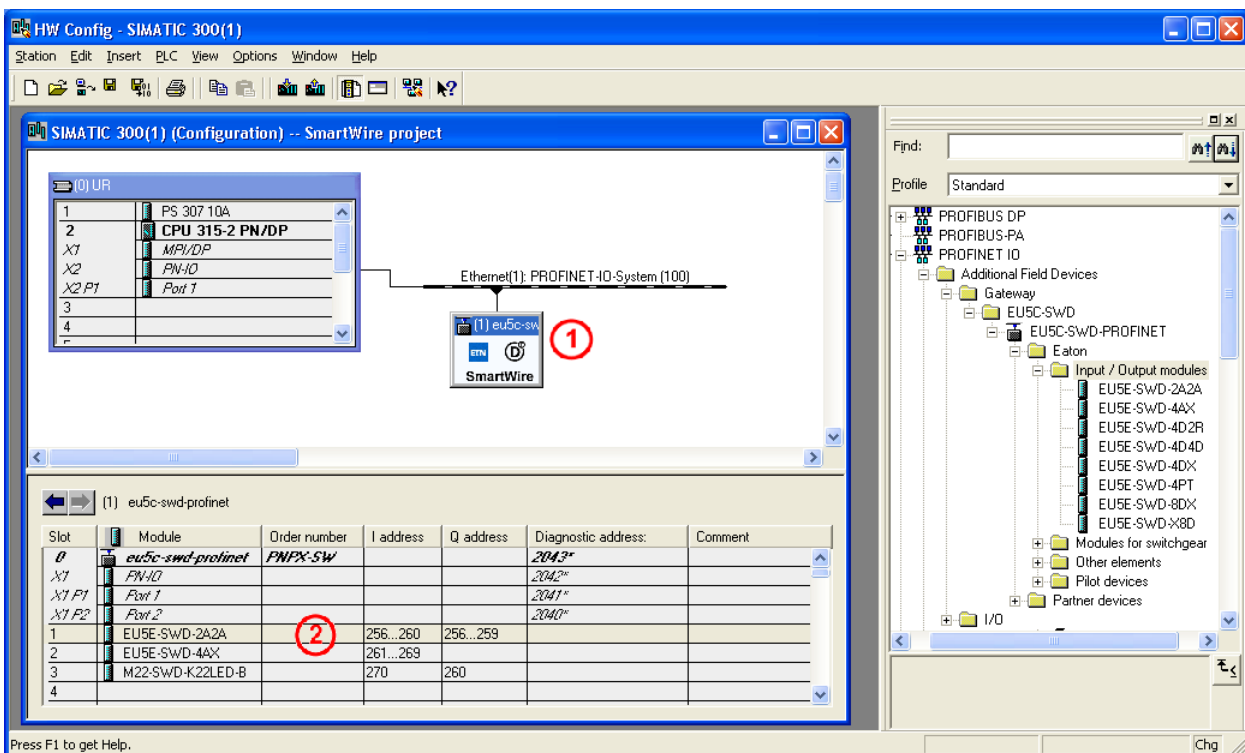 HW Config - SIMATIC 300(1)
Station Edit Insert PLC View Options Window Help
SIMATIC 300(1) (Configuration) -- SmartWire project
(0) UR
1 PS 307 10A
2 CPU 315-2 PN/DP
X1 MPI/DP
X2 PN-IO
X2 P1 Port 1
3
4
Ethernet(1): PROFINET-IO-System (100)
(1) eu5c-sw
ETN
SmartWire
1
(1) eu5c-swd-profinet
Slot Module Order number I address Q address Diagnostic address: Comment
0 eu5c-swd-profinet PNPX-SW 2043*
X1 PN-IO 2042*
X1 P1 Port 1 2041*
X1 P2 Port 2 2040*
1 EU5E-SWD-2A2A 2 256...260 256...259
2 EU5E-SWD-4AX 261...269
3 M22-SWD-K22LED-B 270 260
4
Find:
Profile Standard
PROFIBUS DP
PROFIBUS-PA
PROFINET IO
Additional Field Devices
Gateway
EU5C-SWD
EU5C-SWD-PROFINET
Eaton
Input / Output modules
EU5E-SWD-2A2A
EU5E-SWD-4AX
EU5E-SWD-4D2R
EU5E-SWD-4D4D
EU5E-SWD-4DX
EU5E-SWD-4PT
EU5E-SWD-8DX
EU5E-SWD-X8D
Modules for switchgear
Other elements
Pilot devices
Partner devices
I/O
Press F1 to get Help.
Chg